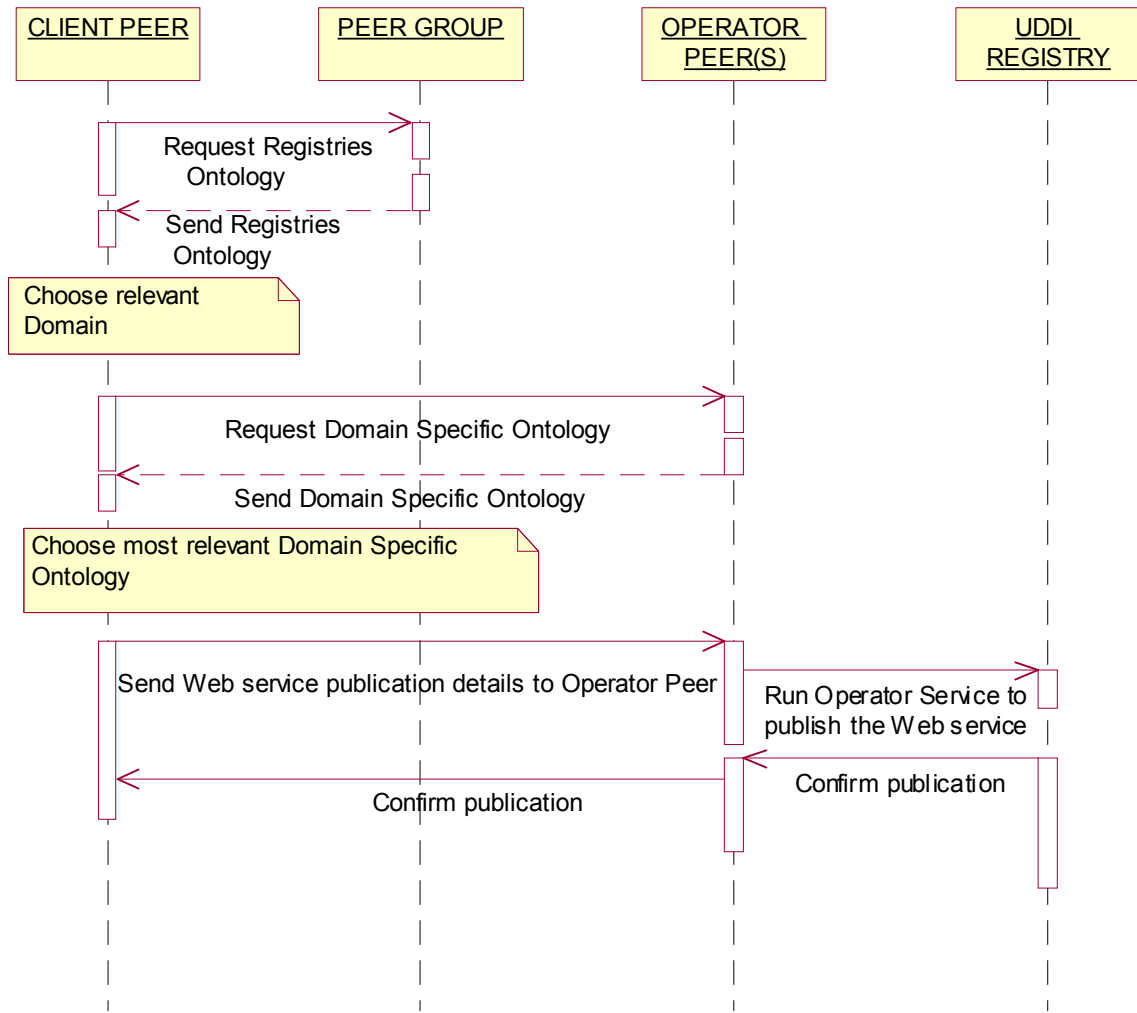 CLIENT PEER
PEER GROUP
OPERATOR
PEER(S)
UDDI
REGISTRY
Request Registries
Ontology
Send Registries
Ontology
Choose relevant
Domain
Request Domain Specific Ontology
Send Domain Specific Ontology
Choose most relevant Domain Specific
Ontology
Send Web service publication details to Operator Peer
Run Operator Service to
publish the Web service
Confirm publication
Confirm publication